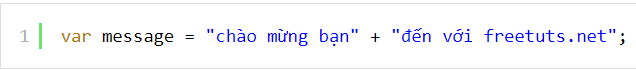 1 var message = "chào mừng bạn" + "đến với freetuts.net";